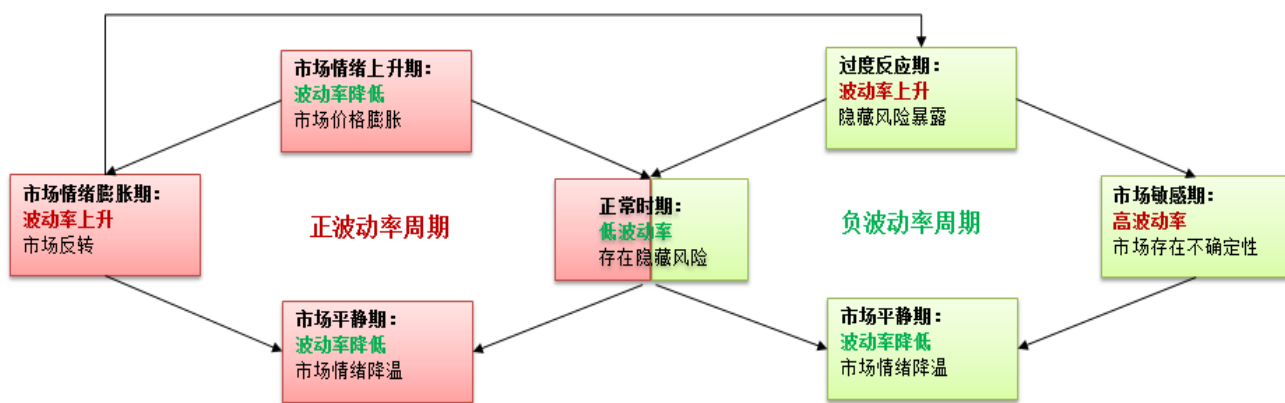 市场情绪上升期：
波动率降低
市场价格膨胀
过度反应期：
波动率上升
隐藏风险暴露
市场情绪膨胀期：
波动率上升
市场反转
正波动率周期
正常时期：
低波动率
存在隐藏风险
负波动率周期
市场敏感期：
高波动率
市场存在不确定性
市场平静期：
波动率降低
市场情绪降温
市场平静期：
波动率降低
市场情绪降温